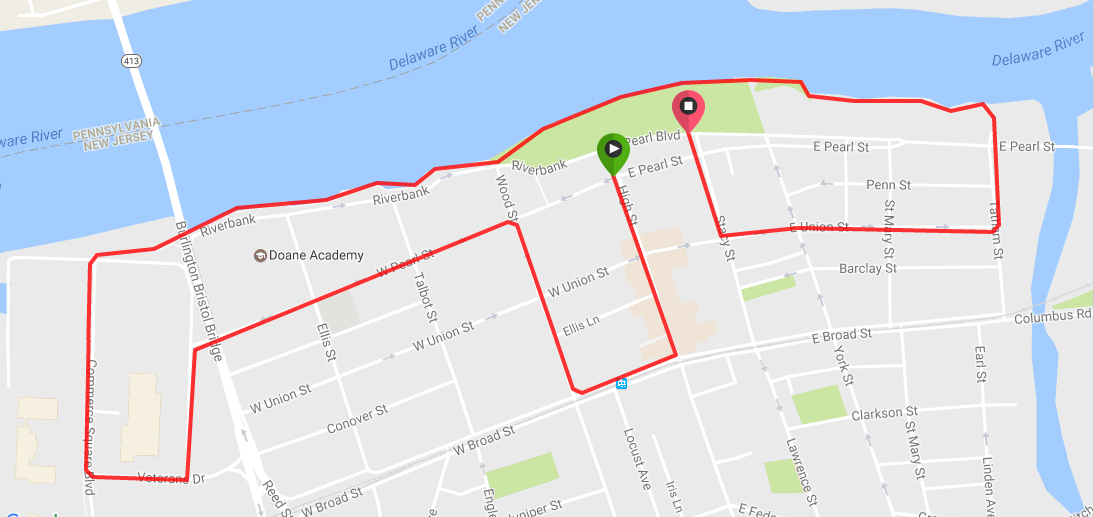 PENNSYLVANIA
NEW JERSEY
Delaware River
Delaware River
413
PENNSYLVANIA
NEW JERSEY
Pearl Blvd
E Pearl St
E Pearl St
E Pearl St
Riverbank
Riverbank
Riverbank
Wood St
High St
Penn St
St Mary St
Tatham St
Stacy St
E Union St
Barclay St
Doane Academy
W Pearl St
Talbot St
W Union St
Ellis Ln
W Union St
Ellis St
Burlington Bristol Bridge
Columbus Rd
E Broad St
York St
Earl St
Commerce Square Blvd
W Union St
Conover St
Clarkson St
St Mary St
W Broad St
Locust Ave
Lawrence St
Linden Ave
Veterans Dr
Reed St
W Broad St
Iris Ln